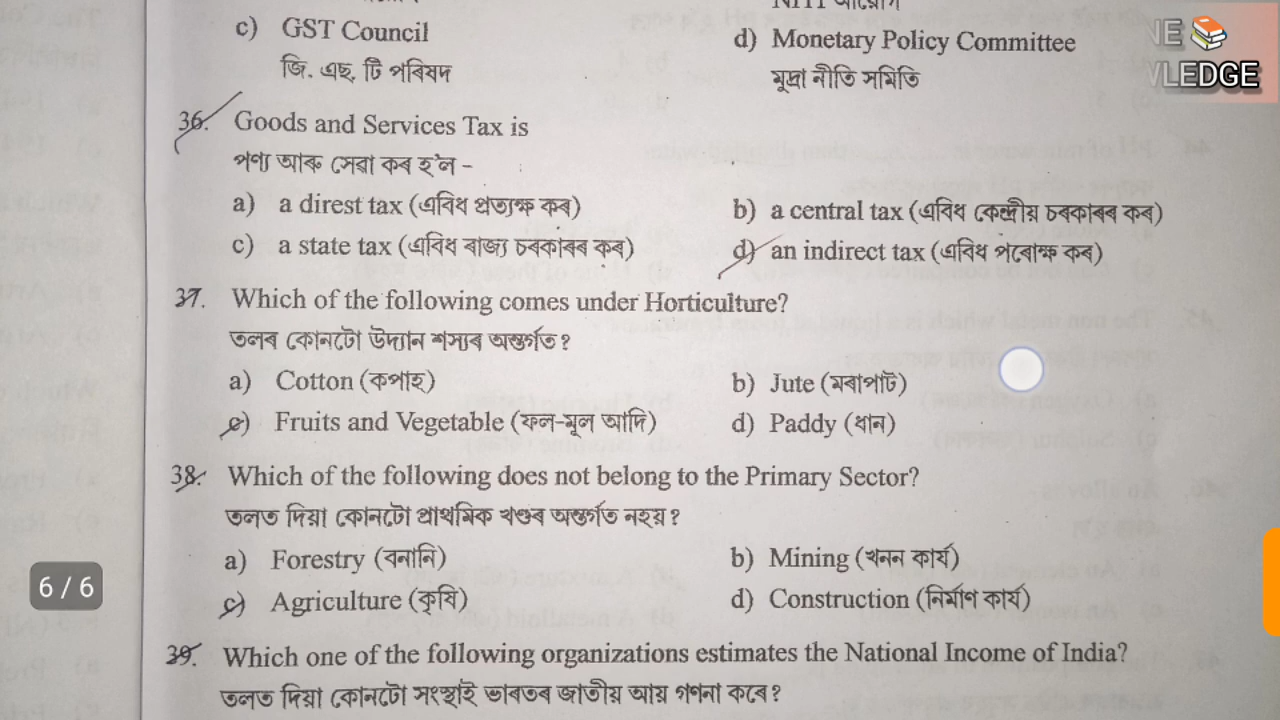 c) GST Council
d) Monetary Policy Committee
জি. এছ. টি পৰিষদ
মুদ্ৰা নীতি সমিতি
NE
VLEDGE
36. Goods and Services Tax is
পণ্য আৰু সেৱা কৰ হ'ল –
a) a direst tax (এবিধ প্ৰত্যক্ষ কৰ)
b) a central tax (এবিধ কেন্দ্ৰীয় চৰকাৰৰ কৰ)
c) a state tax (এবিধ ৰাজ্য চৰকাৰৰ কৰ)
d) an indirect tax (এবিধ পৰোক্ষ কৰ)
37. Which of the following comes under Horticulture?
তলৰ কোনটো উদ্যান শস্যৰ অন্তৰ্গত?
a) Cotton (কপাহ)
b) Jute (মৰাপাট)
c) Fruits and Vegetable (ফল-মূল আদি)
d) Paddy (ধান)
38. Which of the following does not belong to the Primary Sector?
তলত দিয়া কোনটো প্ৰাথমিক খণ্ডৰ অন্তৰ্গত নহয়?
a) Forestry (বনানি)
b) Mining (খনন কাৰ্য)
6 / 6
c) Agriculture (কৃষি)
d) Construction (নিৰ্মাণ কাৰ্য)
39. Which one of the following organizations estimates the National Income of India?
তলত দিয়া কোনটো সংস্থাই ভাৰতৰ জাতীয় আয় গণনা কৰে?